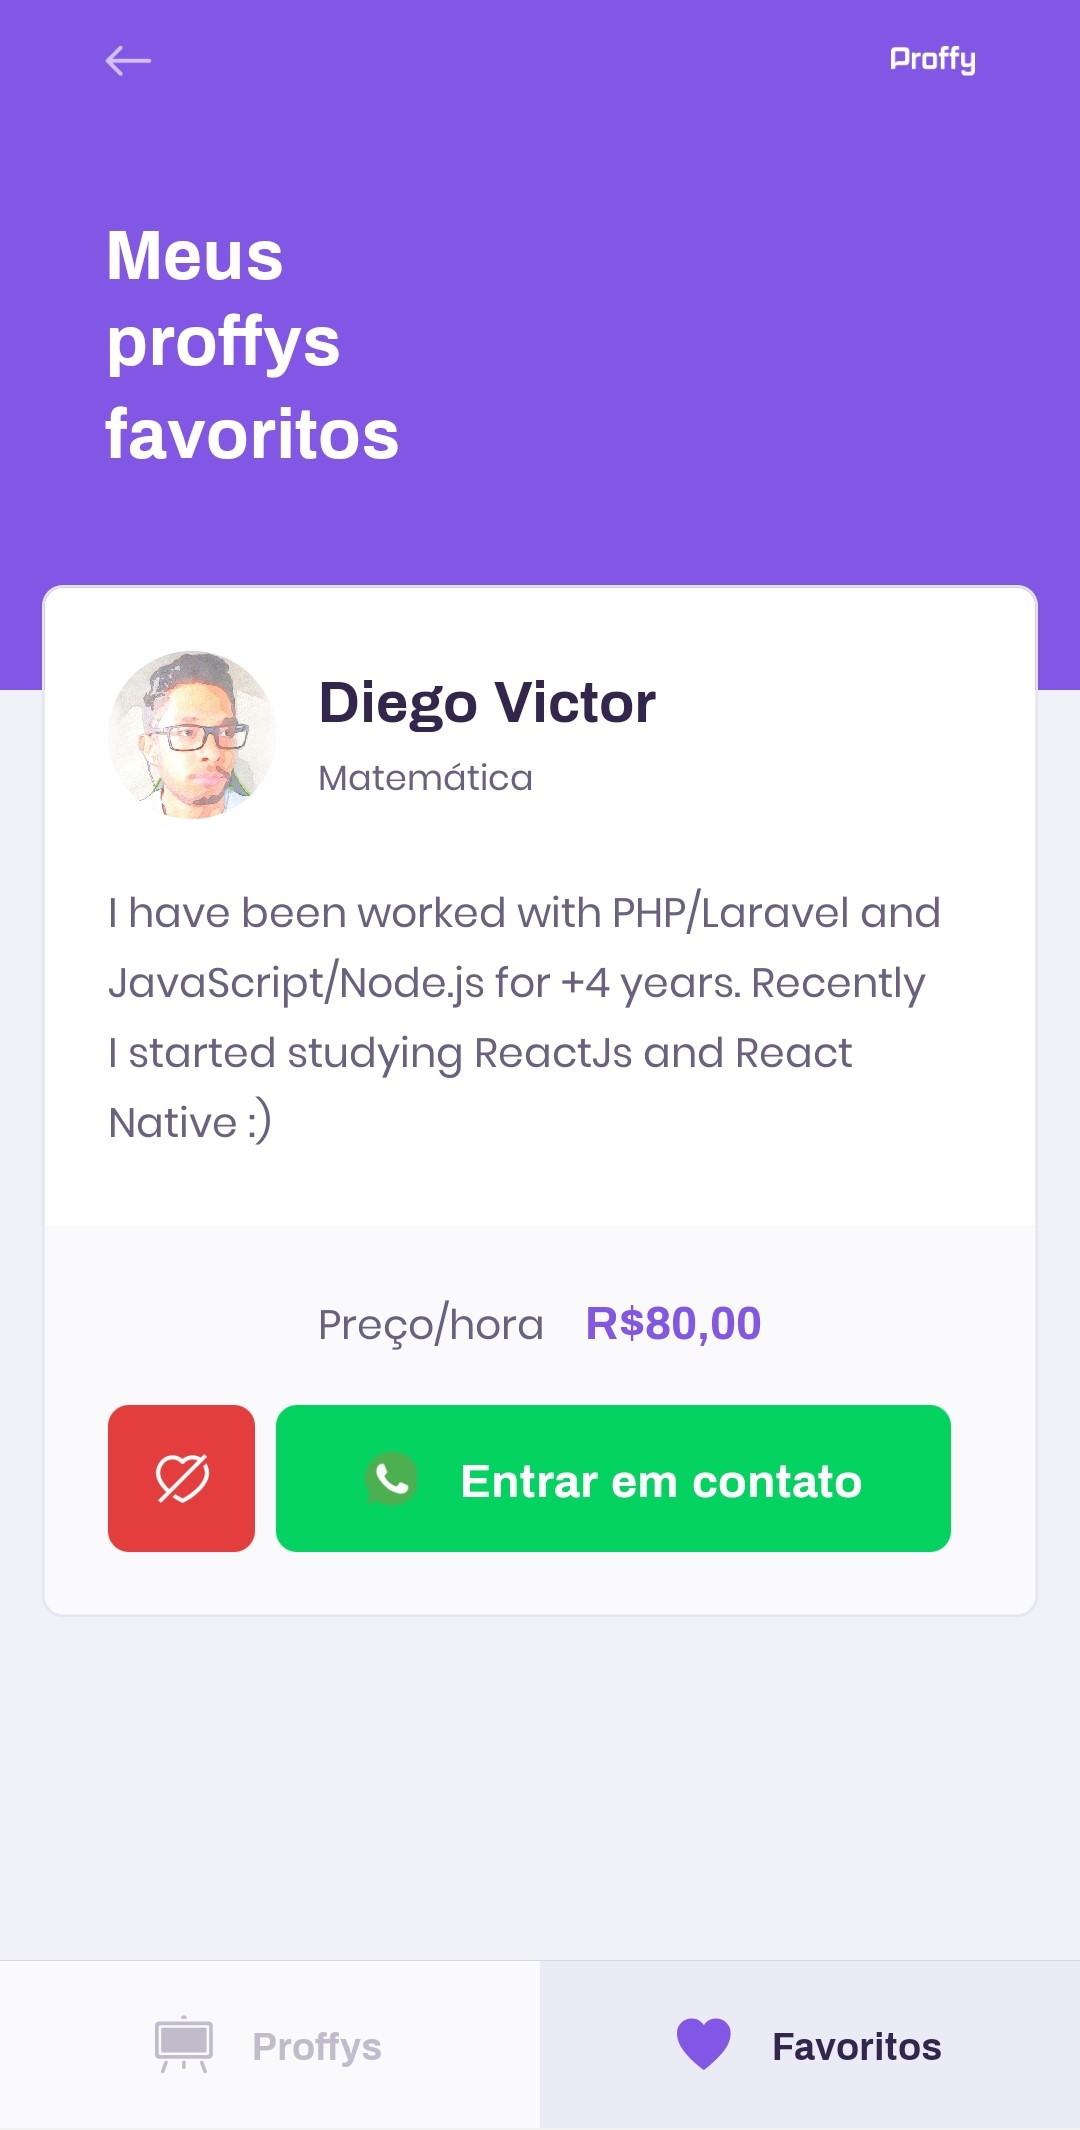 Proffy
Meus
proffys
favoritos
Diego Victor
Matemática
I have been worked with PHP/Laravel and
JavaScript/Node.js for +4 years. Recently
I started studying ReactJs and React
Native :)
Preço/hora R$80,00
Entrar em contato
Proffys
Favoritos